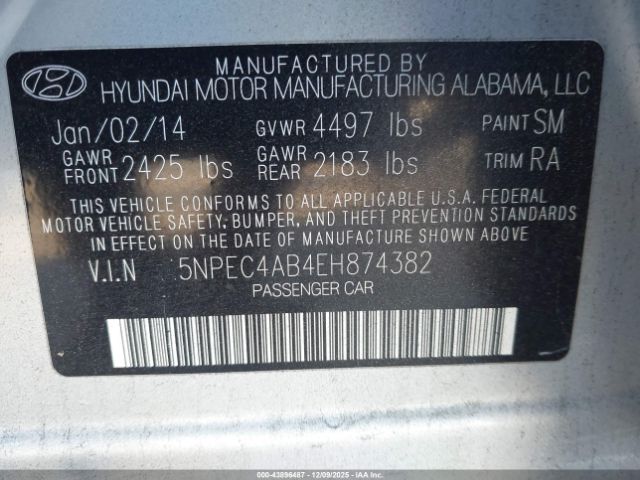 MANUFACTURED BY
HYUNDAI MOTOR MANUFACTURING ALABAMA, LLC
Jan/02/14 GVWR 4497 lbs PAINT SM
GAWR FRONT 2425 lbs GAWR REAR 2183 lbs TRIM RA
THIS VEHICLE CONFORMS TO ALL APPLICABLE U.S.A. FEDERAL
MOTOR VEHICLE SAFETY, BUMPER, AND THEFT PREVENTION STANDARDS
IN EFFECT ON THE DATE OF MANUFACTURE SHOWN ABOVE
V.I.N 5NPEC4AB4EH874382
PASSENGER CAR
000-43896487 12/09/2025 IAAI.COM